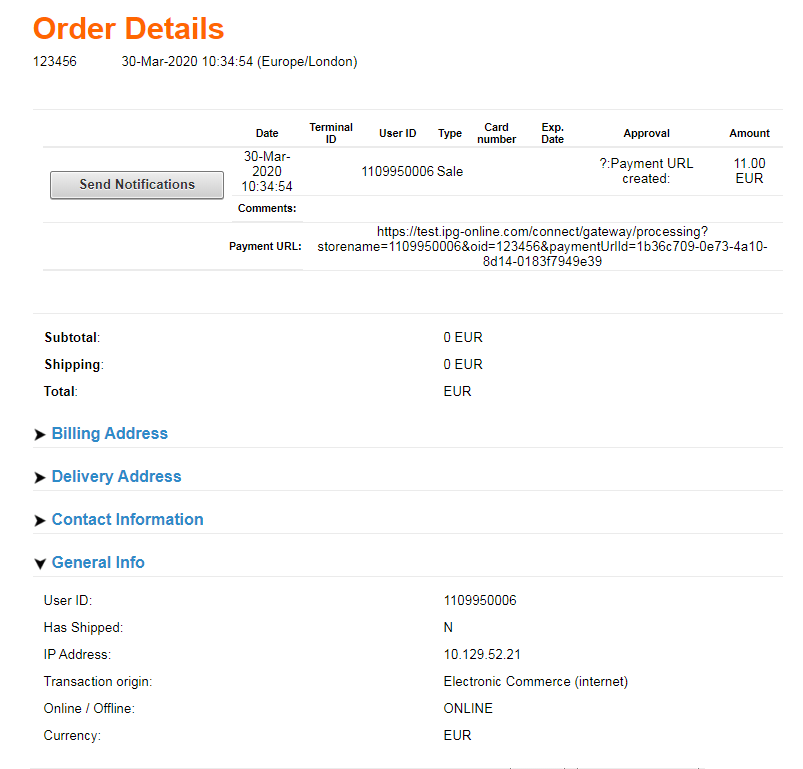 Order Details
123456 30-Mar-2020 10:34:54 (Europe/London)
Date Terminal ID User ID Type Card number Exp. Date Approval Amount
Send Notifications 30-Mar-2020 10:34:54 1109950006 Sale ?:Payment URL created: 11.00 EUR
Comments:
Payment URL: https://test.ipg-online.com/connect/gateway/processing?
storename=1109950006&oid=123456&paymentUrlId=1b36c709-0e73-4a10-
8d14-0183f7949e39
Subtotal: 0 EUR
Shipping: 0 EUR
Total: EUR
Billing Address
Delivery Address
Contact Information
General Info
User ID: 1109950006
Has Shipped: N
IP Address: 10.129.52.21
Transaction origin: Electronic Commerce (internet)
Online / Offline: ONLINE
Currency: EUR